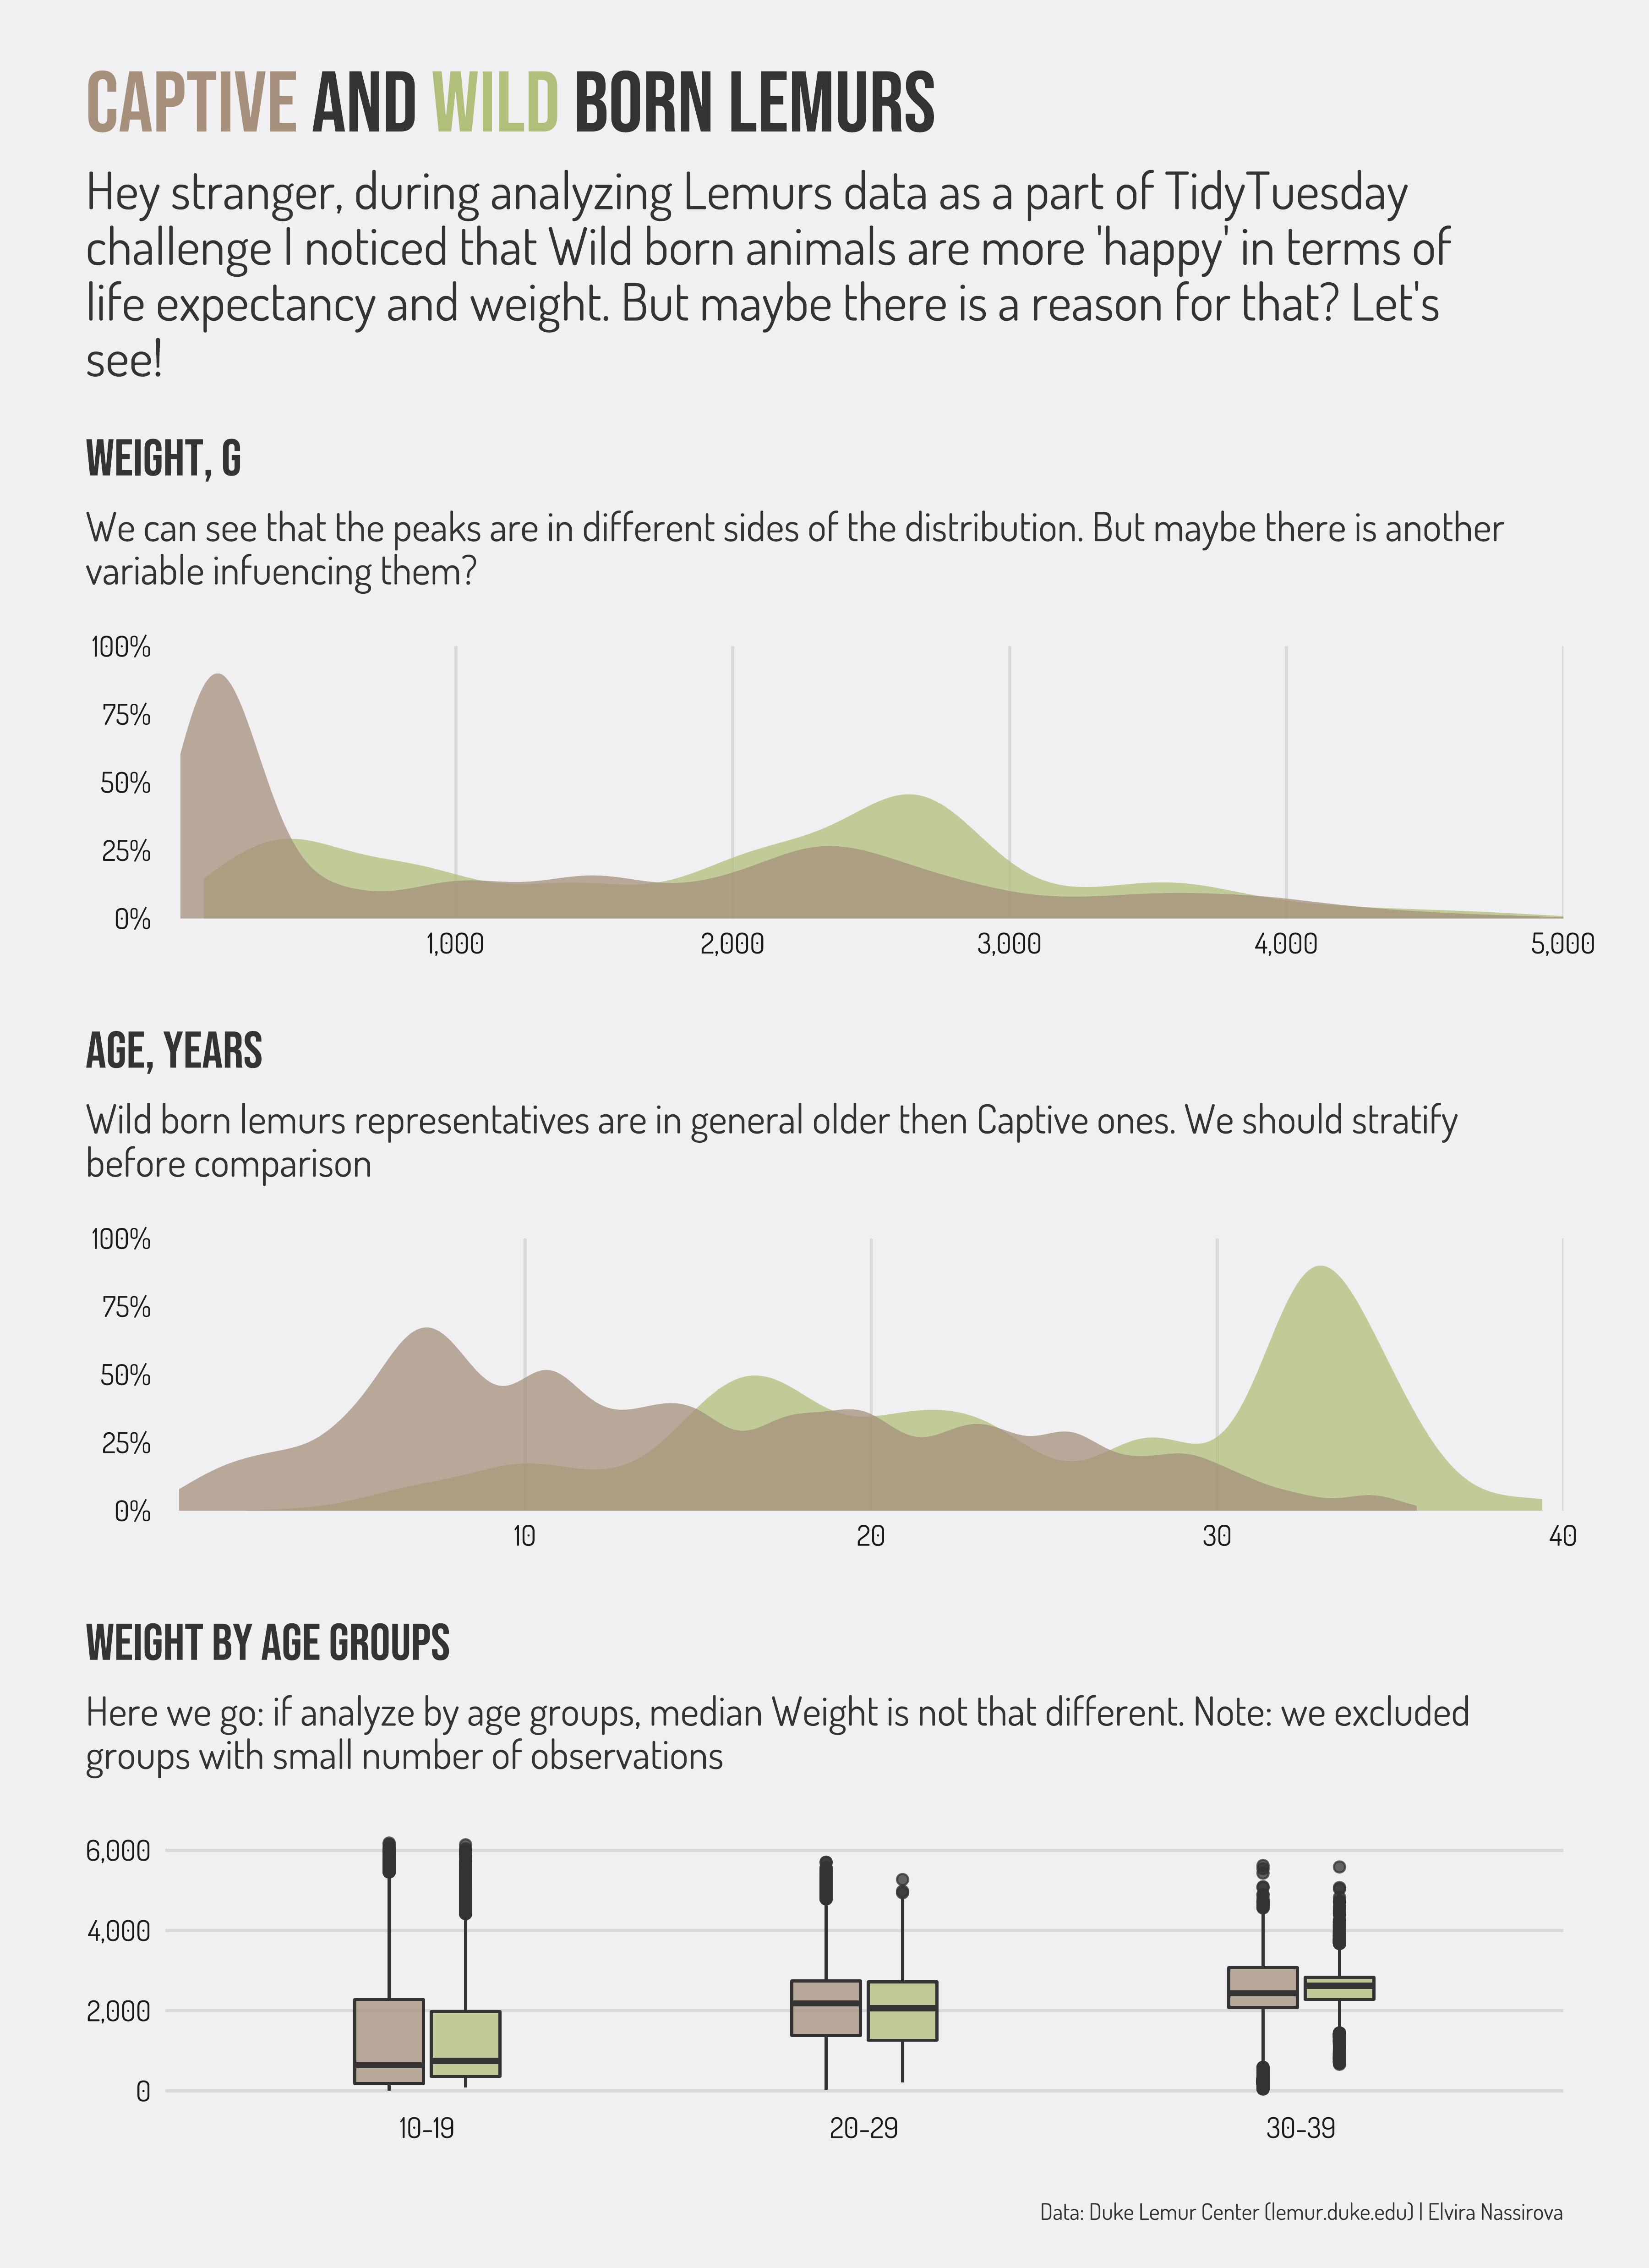 CAPTIVE AND WILD BORN LEMURS
Hey stranger, during analyzing Lemurs data as a part of TidyTuesday
challenge I noticed that Wild born animals are more 'happy' in terms of
life expectancy and weight. But maybe there is a reason for that? Let's
see!
WEIGHT, G
We can see that the peaks are in different sides of the distribution. But maybe there is another
variable infuencing them?
100%
75%
50%
25%
0%
1,000 2,000 3,000 4,000 5,000
AGE, YEARS
Wild born lemurs representatives are in general older then Captive ones. We should stratify
before comparison
100%
75%
50%
25%
0%
10 20 30 40
WEIGHT BY AGE GROUPS
Here we go: if analyze by age groups, median Weight is not that different. Note: we excluded
groups with small number of observations
6,000
4,000
2,000
0
10-19 20-29 30-39
Data: Duke Lemur Center (lemur.duke.edu) | Elvira Nassirova